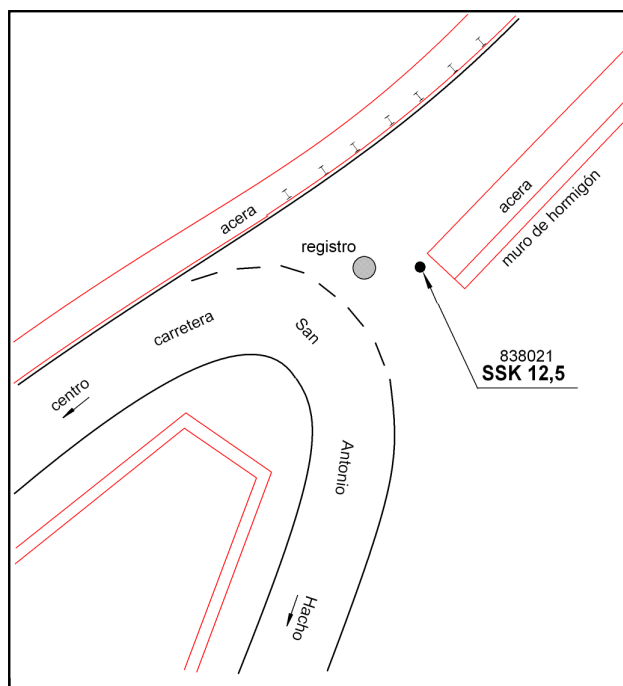 acera
acera
muro de hormigón
registro
carretera
San
838021
SSK 12,5
centro
Antonio
Hacho